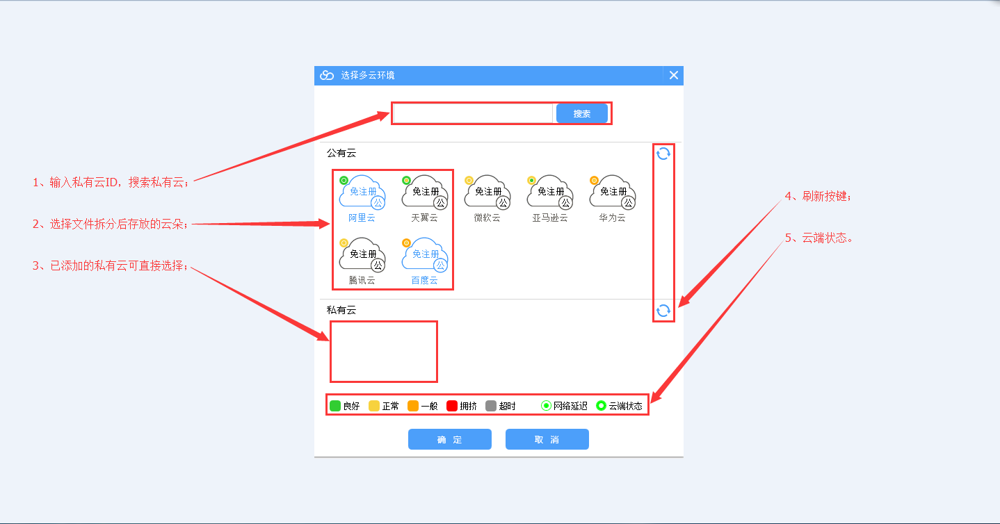 选择多云环境
搜索
公有云
免注册 公 阿里云
免注册 公 天翼云
免注册 公 微软云
免注册 公 亚马逊云
免注册 公 华为云
免注册 公 腾讯云
免注册 公 百度云
私有云
良好 正常 一般 拥挤 超时 网络延迟 云端状态
确 定 取 消
1、输入私有云ID，搜索私有云；
2、选择文件拆分后存放的云朵；
3、已添加的私有云可直接选择；
4、刷新按键；
5、云端状态。